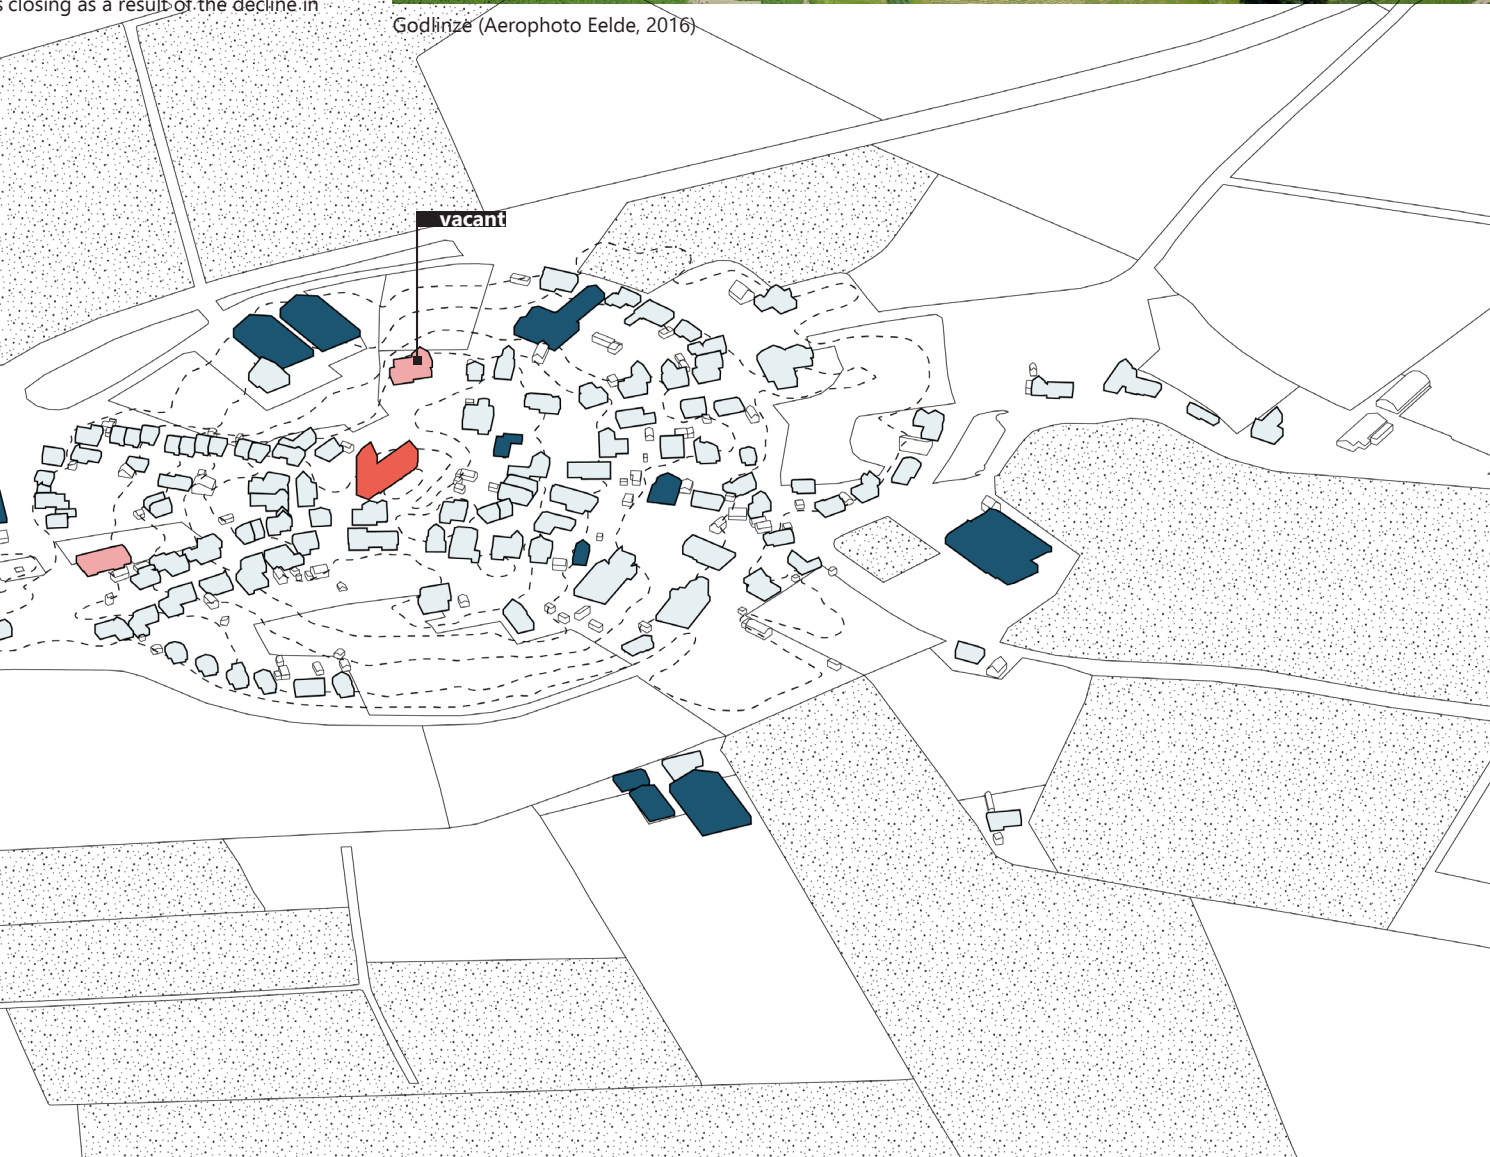 s closing as a result of the decline in
Godlinze (Aerophoto Eelde, 2016)
vacant